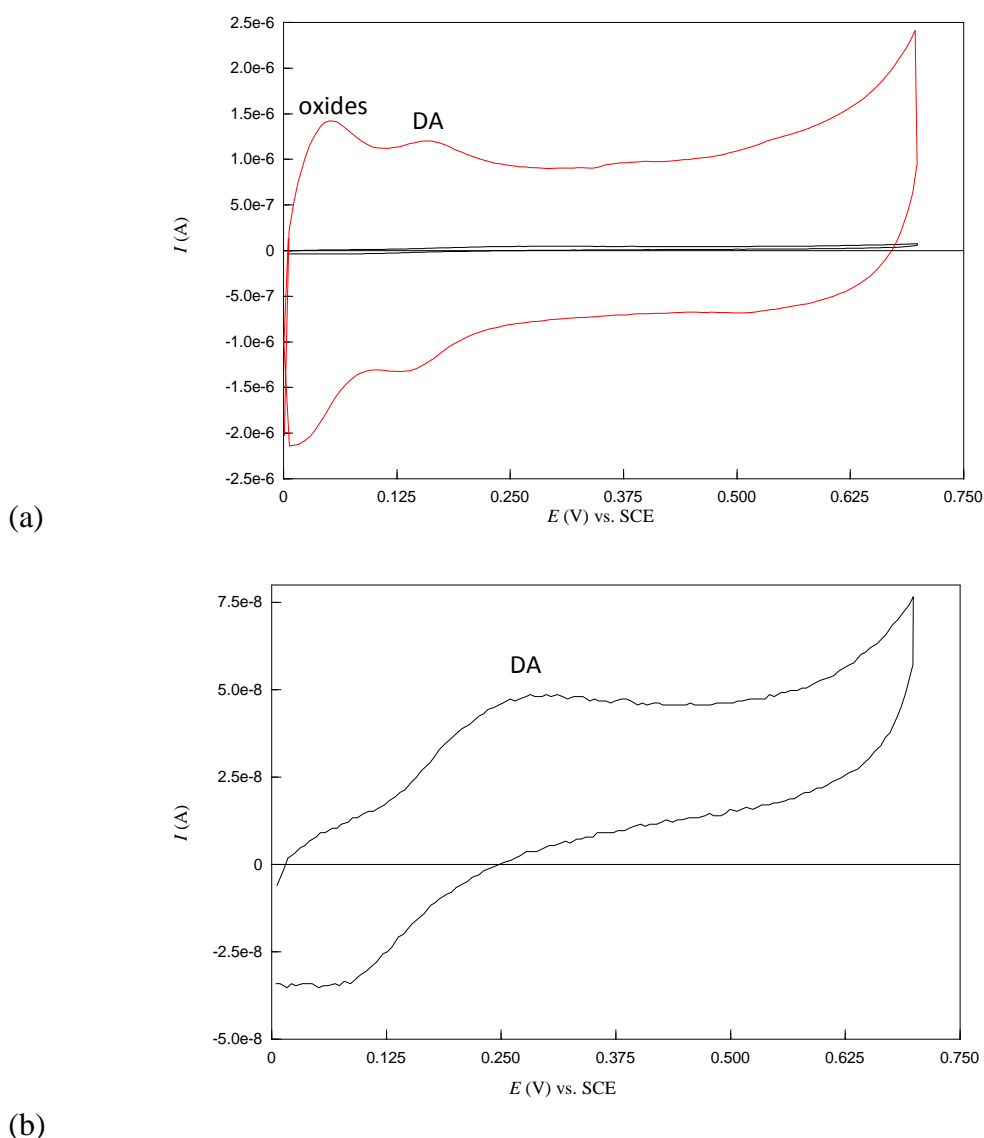 2.5e-6
2.0e-6
oxides
1.5e-6
DA
1.0e-6
5.0e-7
I (A)
0
-5.0e-7
-1.0e-6
-1.5e-6
-2.0e-6
-2.5e-6
0 0.125 0.250 0.375 0.500 0.625 0.750
E (V) vs. SCE
(a)
7.5e-8
DA
5.0e-8
2.5e-8
I (A)
0
-2.5e-8
-5.0e-8
0 0.125 0.250 0.375 0.500 0.625 0.750
E (V) vs. SCE
(b)